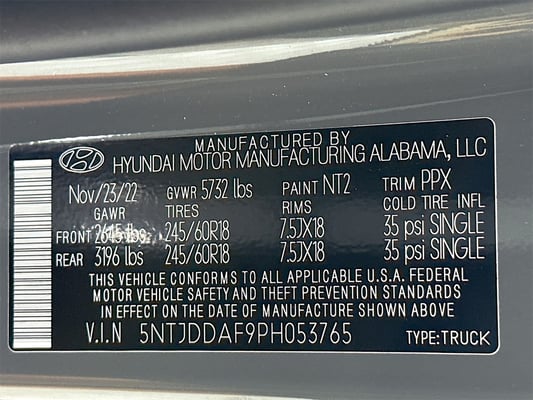 MANUFACTURED BY
HYUNDAI MOTOR MANUFACTURING ALABAMA, LLC
Nov/23/22 GVWR 5732 lbs PAINT NT2 TRIM PPX
GAWR TIRES RIMS COLD TIRE INFL
FRONT 2645 lbs 245/60R18 7.5JX18 35 psi SINGLE
REAR 3196 lbs 245/60R18 7.5JX18 35 psi SINGLE
THIS VEHICLE CONFORMS TO ALL APPLICABLE U.S.A. FEDERAL
MOTOR VEHICLE SAFETY AND THEFT PREVENTION STANDARDS
IN EFFECT ON THE DATE OF MANUFACTURE SHOWN ABOVE
V.I.N 5NTJDDAF9PH053765 TYPE:TRUCK